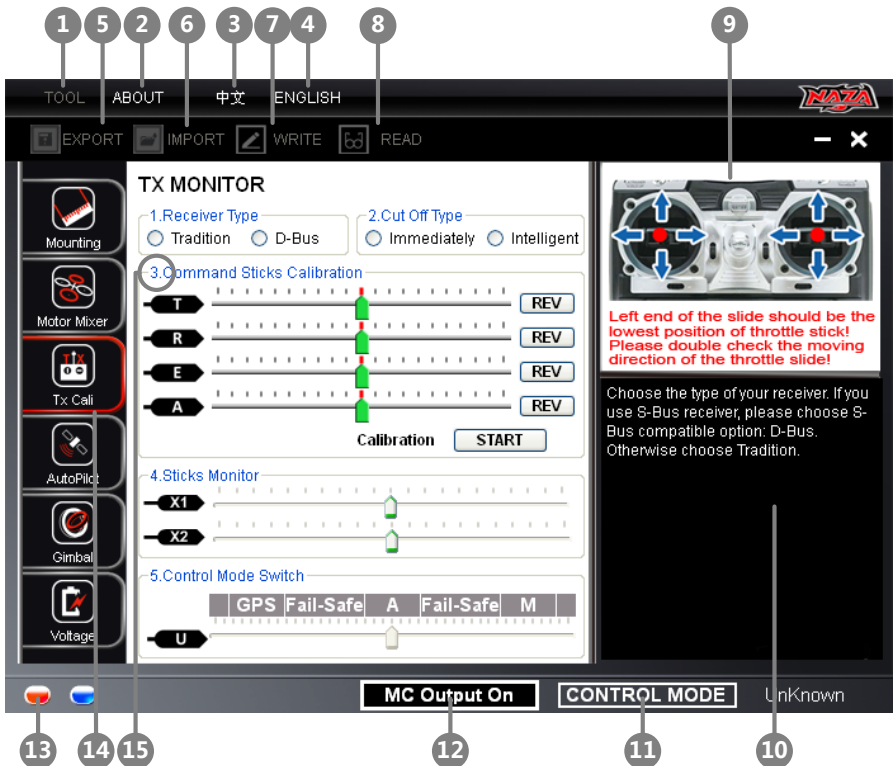 1 5 2 6 3 7 4 8 9
TOOL ABOUT 中文 ENGLISH NAZA
EXPORT IMPORT WRITE READ
TX MONITOR
1.Receiver Type
Tradition D-Bus
2.Cut Off Type
Immediately Intelligent
3.Command Sticks Calibration
T REV
R REV
E REV
A REV
Calibration START
4.Sticks Monitor
X1
X2
5.Control Mode Switch
GPS Fail-Safe A Fail-Safe M
U
Mounting
Motor Mixer
Tx Cali
AutoPilot
Gimbal
Voltage
Left end of the slide should be the
lowest position of throttle stick!
Please double check the moving
direction of the throttle slide!
Choose the type of your receiver. If you
use S-Bus receiver, please choose S-
Bus compatible option: D-Bus.
Otherwise choose Tradition.
MC Output On CONTROL MODE UnKnown
13 14 15 12 11 10